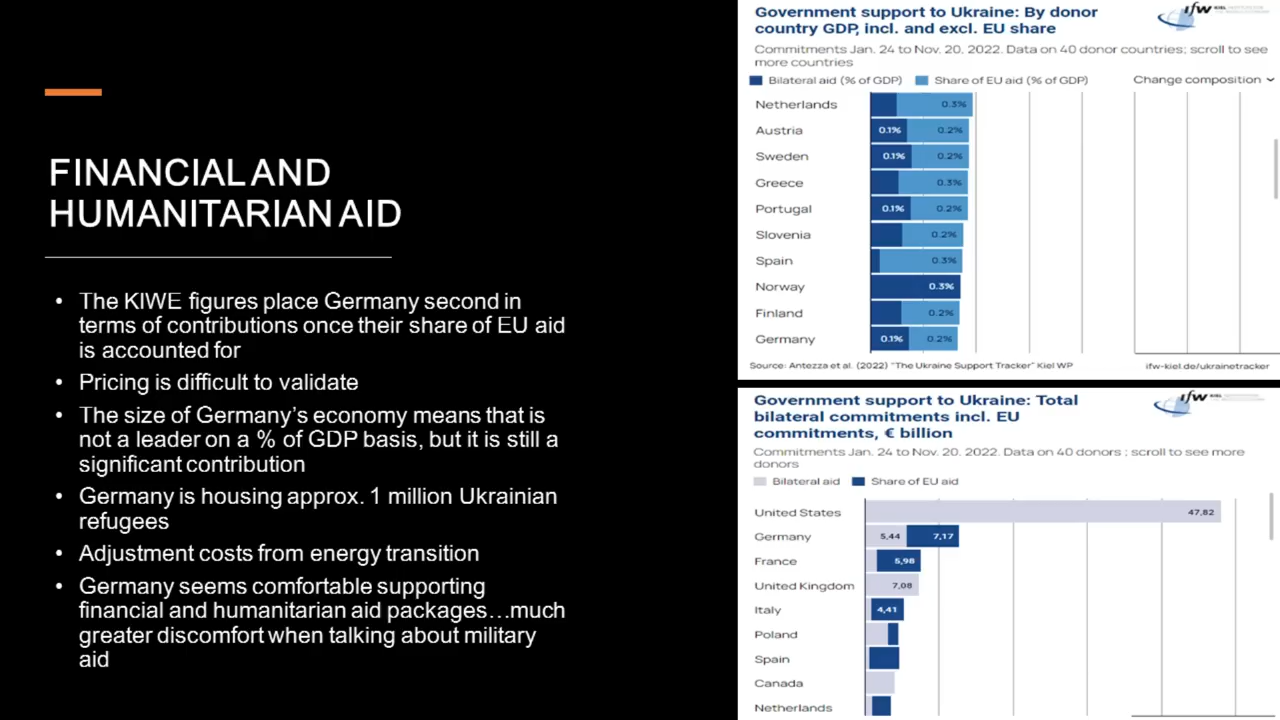 FINANCIAL AND
HUMANITARIAN AID
• The KIWE figures place Germany second in
terms of contributions once their share of EU aid
is accounted for
• Pricing is difficult to validate
• The size of Germany's economy means that is
not a leader on a % of GDP basis, but it is still a
significant contribution
• Germany is housing approx. 1 million Ukrainian
refugees
• Adjustment costs from energy transition
• Germany seems comfortable supporting
financial and humanitarian aid packages…much
greater discomfort when talking about military
aid
Government support to Ukraine: By donor
country GDP, incl. and excl. EU share
ifw KIEL
Commitments Jan. 24 to Nov. 20, 2022. Data on 40 donor countries; scroll to see
more countries
Bilateral aid (% of GDP) Share of EU aid (% of GDP) Change composition
Netherlands 0.3%
Austria 0.1% 0.2%
Sweden 0.1% 0.2%
Greece 0.3%
Portugal 0.1% 0.2%
Slovenia 0.2%
Spain 0.3%
Norway 0.3%
Finland 0.2%
Germany 0.1% 0.2%
Source: Antezza et al. (2022) "The Ukraine Support Tracker" Kiel WP ifw-kiel.de/ukrainetracker
Government support to Ukraine: Total
bilateral commitments incl. EU
commitments, € billion
ifw KIEL
Commitments Jan. 24 to Nov. 20, 2022. Data on 40 donors ; scroll to see more
donors
Bilateral aid Share of EU aid
United States 47,82
Germany 5,44 7,17
France 5,98
United Kingdom 7,08
Italy 4,41
Poland
Spain
Canada
Netherlands